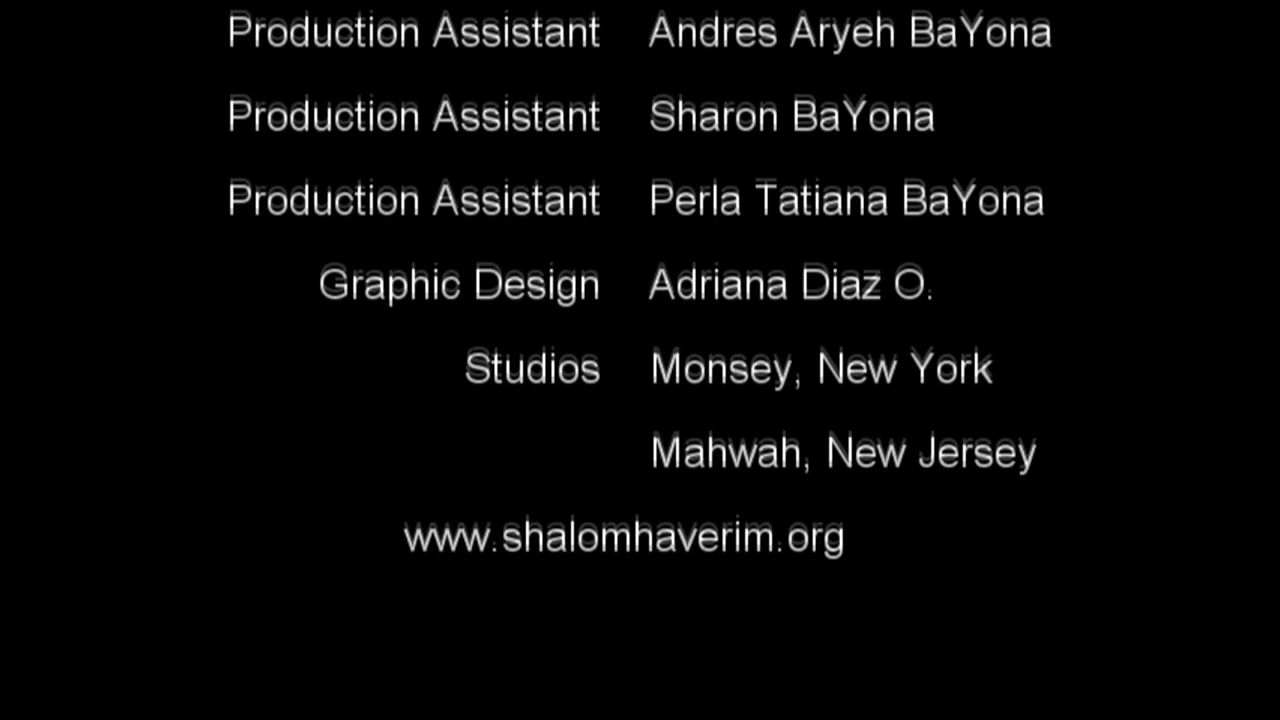 Production Assistant Andres Aryeh BaYona
Production Assistant Sharon BaYona
Production Assistant Perla Tatiana BaYona
Graphic Design Adriana Diaz O.
Studios Monsey, New York
Mahwah, New Jersey
www.shalomhaverim.org